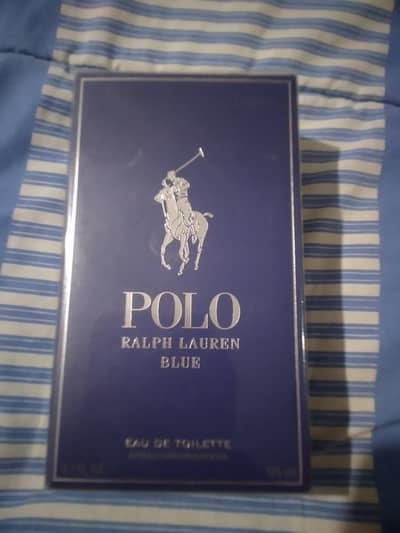 POLO
RALPH LAUREN
BLUE
EAU DE TOILETTE